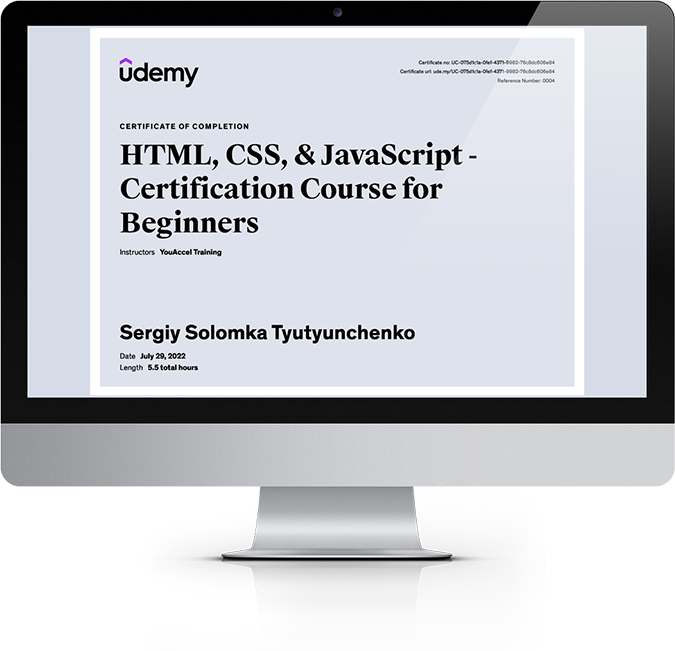 udemy
Certificate no: UC-075d1c1a-0fef-4371-9982-76c8dc606e84
Certificate url: ude.my/UC-075d1c1a-0fef-4371-9982-76c8dc606e84
Reference Number: 0004
CERTIFICATE OF COMPLETION
HTML, CSS, & JavaScript -
Certification Course for
Beginners
Instructors YouAccel Training
Sergiy Solomka Tyutyunchenko
Date July 29, 2022
Length 5.5 total hours